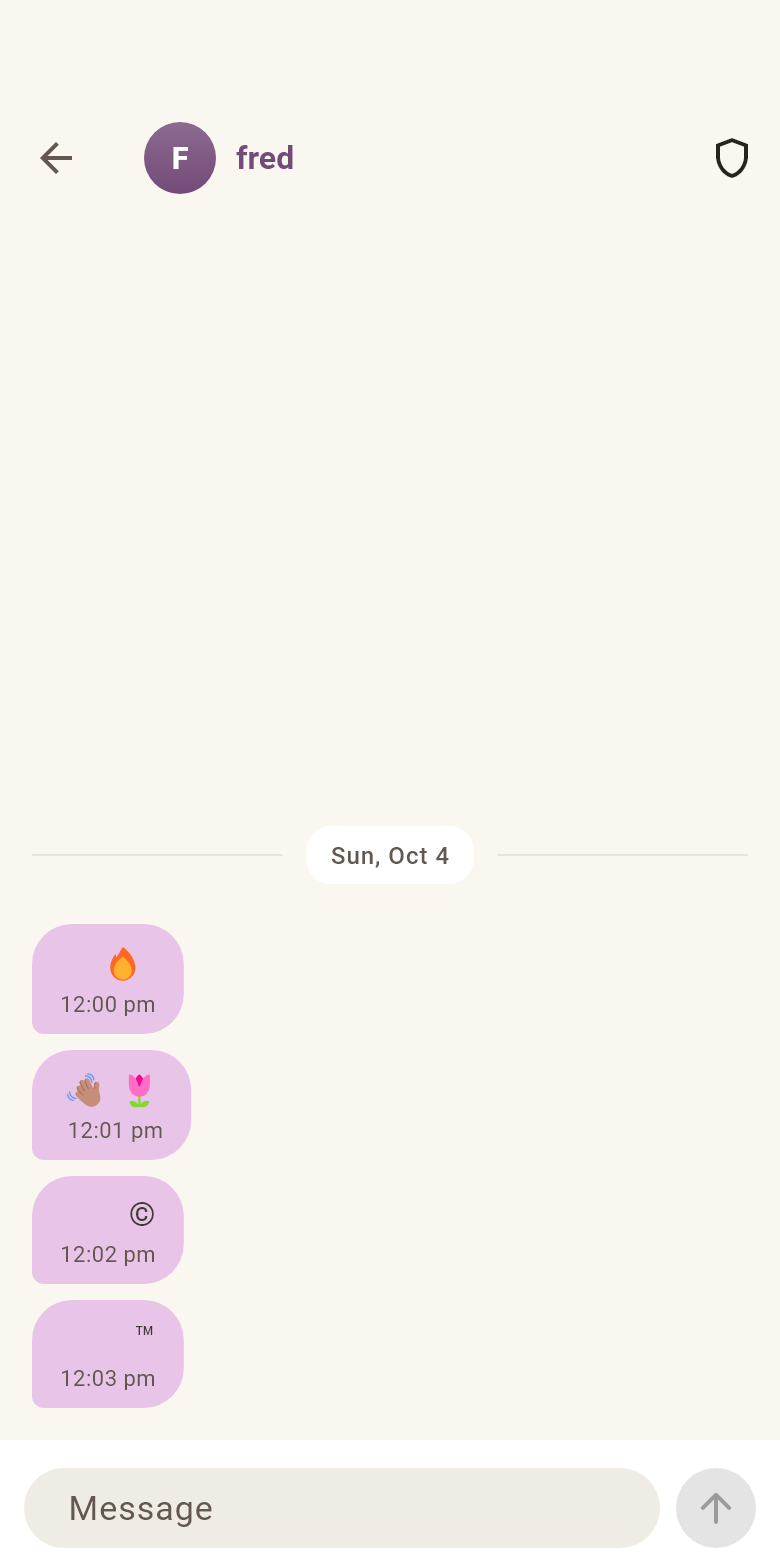 F fred
Sun, Oct 4
🔥
12:00 pm
👋🏽 🌷
12:01 pm
©
12:02 pm
™
12:03 pm
Message